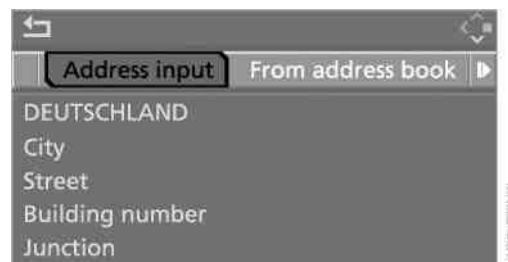 Address input From address book
DEUTSCHLAND
City
Street
Building number
Junction